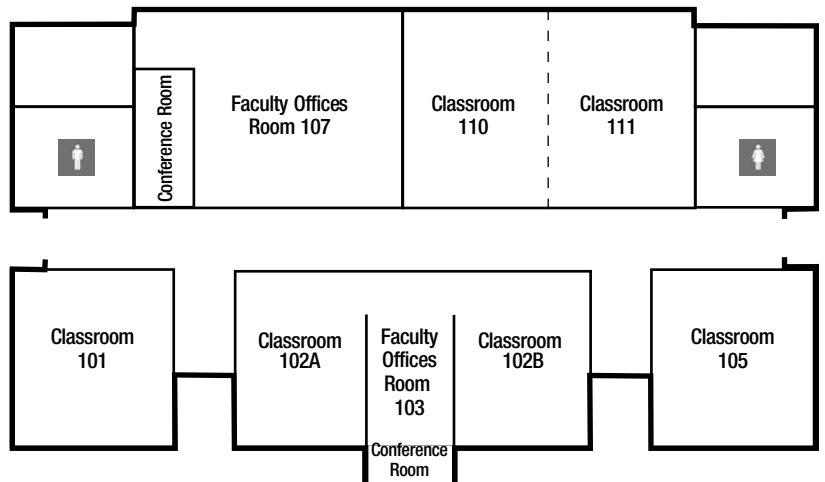 Conference Room
Faculty Offices
Room 107
Classroom
110
Classroom
111
Classroom
101
Classroom
102A
Faculty
Offices
Room
103
Conference
Room
Classroom
102B
Classroom
105